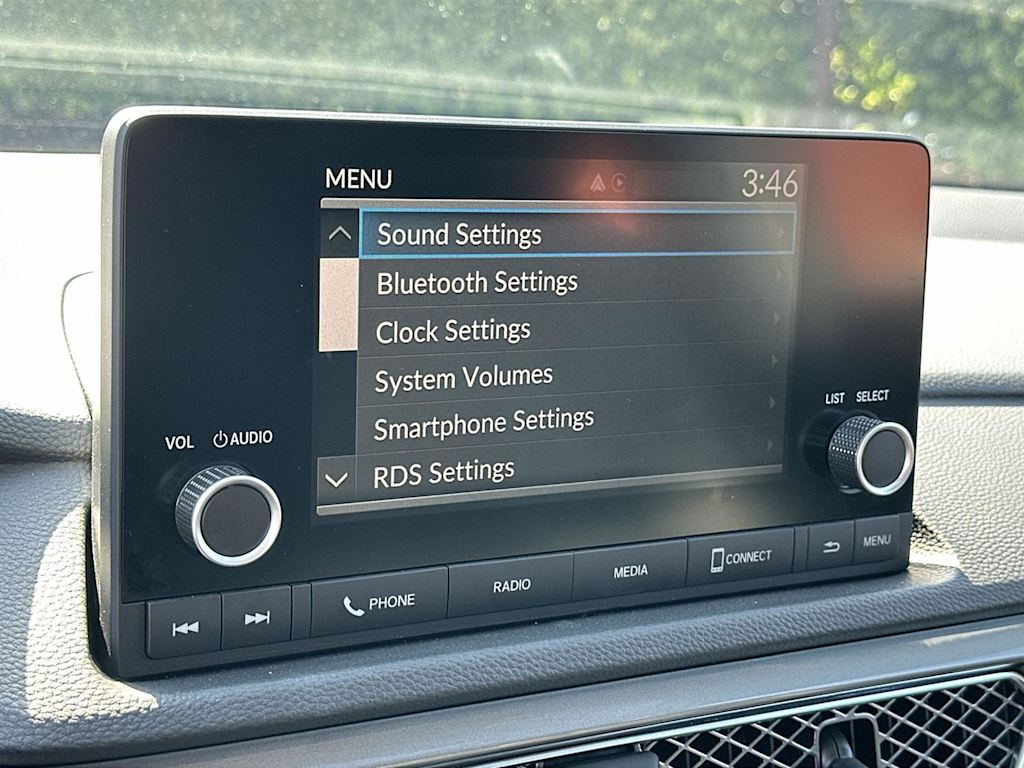 MENU 3:46
Sound Settings
Bluetooth Settings
Clock Settings
System Volumes
Smartphone Settings
RDS Settings
VOL AUDIO
LIST SELECT
PHONE RADIO MEDIA CONNECT MENU